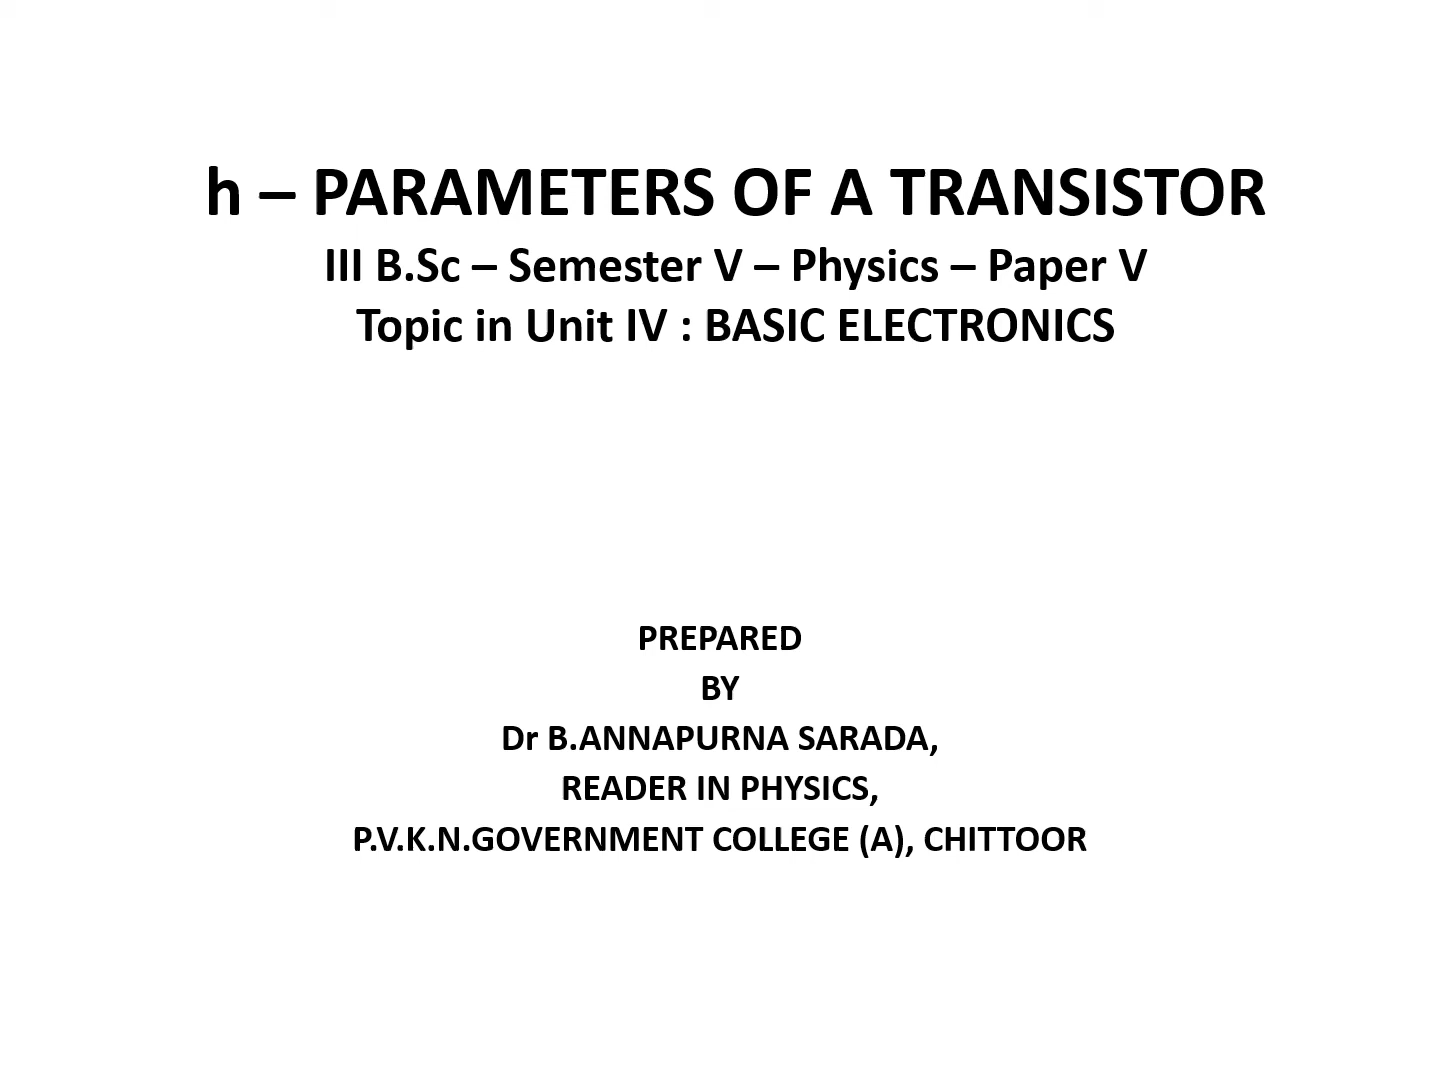 h – PARAMETERS OF A TRANSISTOR
III B.Sc – Semester V – Physics – Paper V
Topic in Unit IV : BASIC ELECTRONICS
PREPARED
BY
Dr B.ANNAPURNA SARADA,
READER IN PHYSICS,
P.V.K.N.GOVERNMENT COLLEGE (A), CHITTOOR